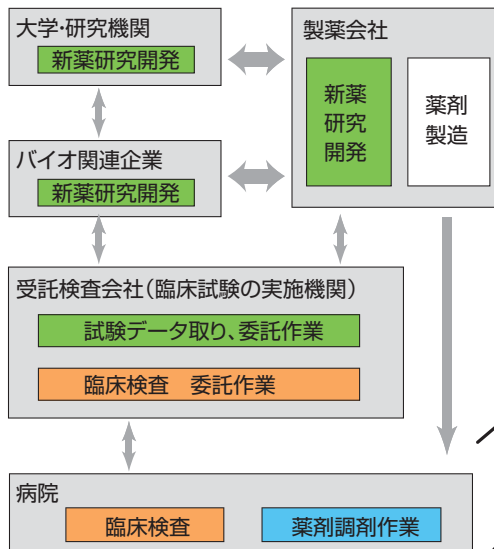 大学・研究機関
新薬研究開発
製薬会社
新薬
研究
開発
薬剤
製造
バイオ関連企業
新薬研究開発
受託検査会社(臨床試験の実施機関)
試験データ取り、委託作業
臨床検査　委託作業
病院
臨床検査
薬剤調剤作業